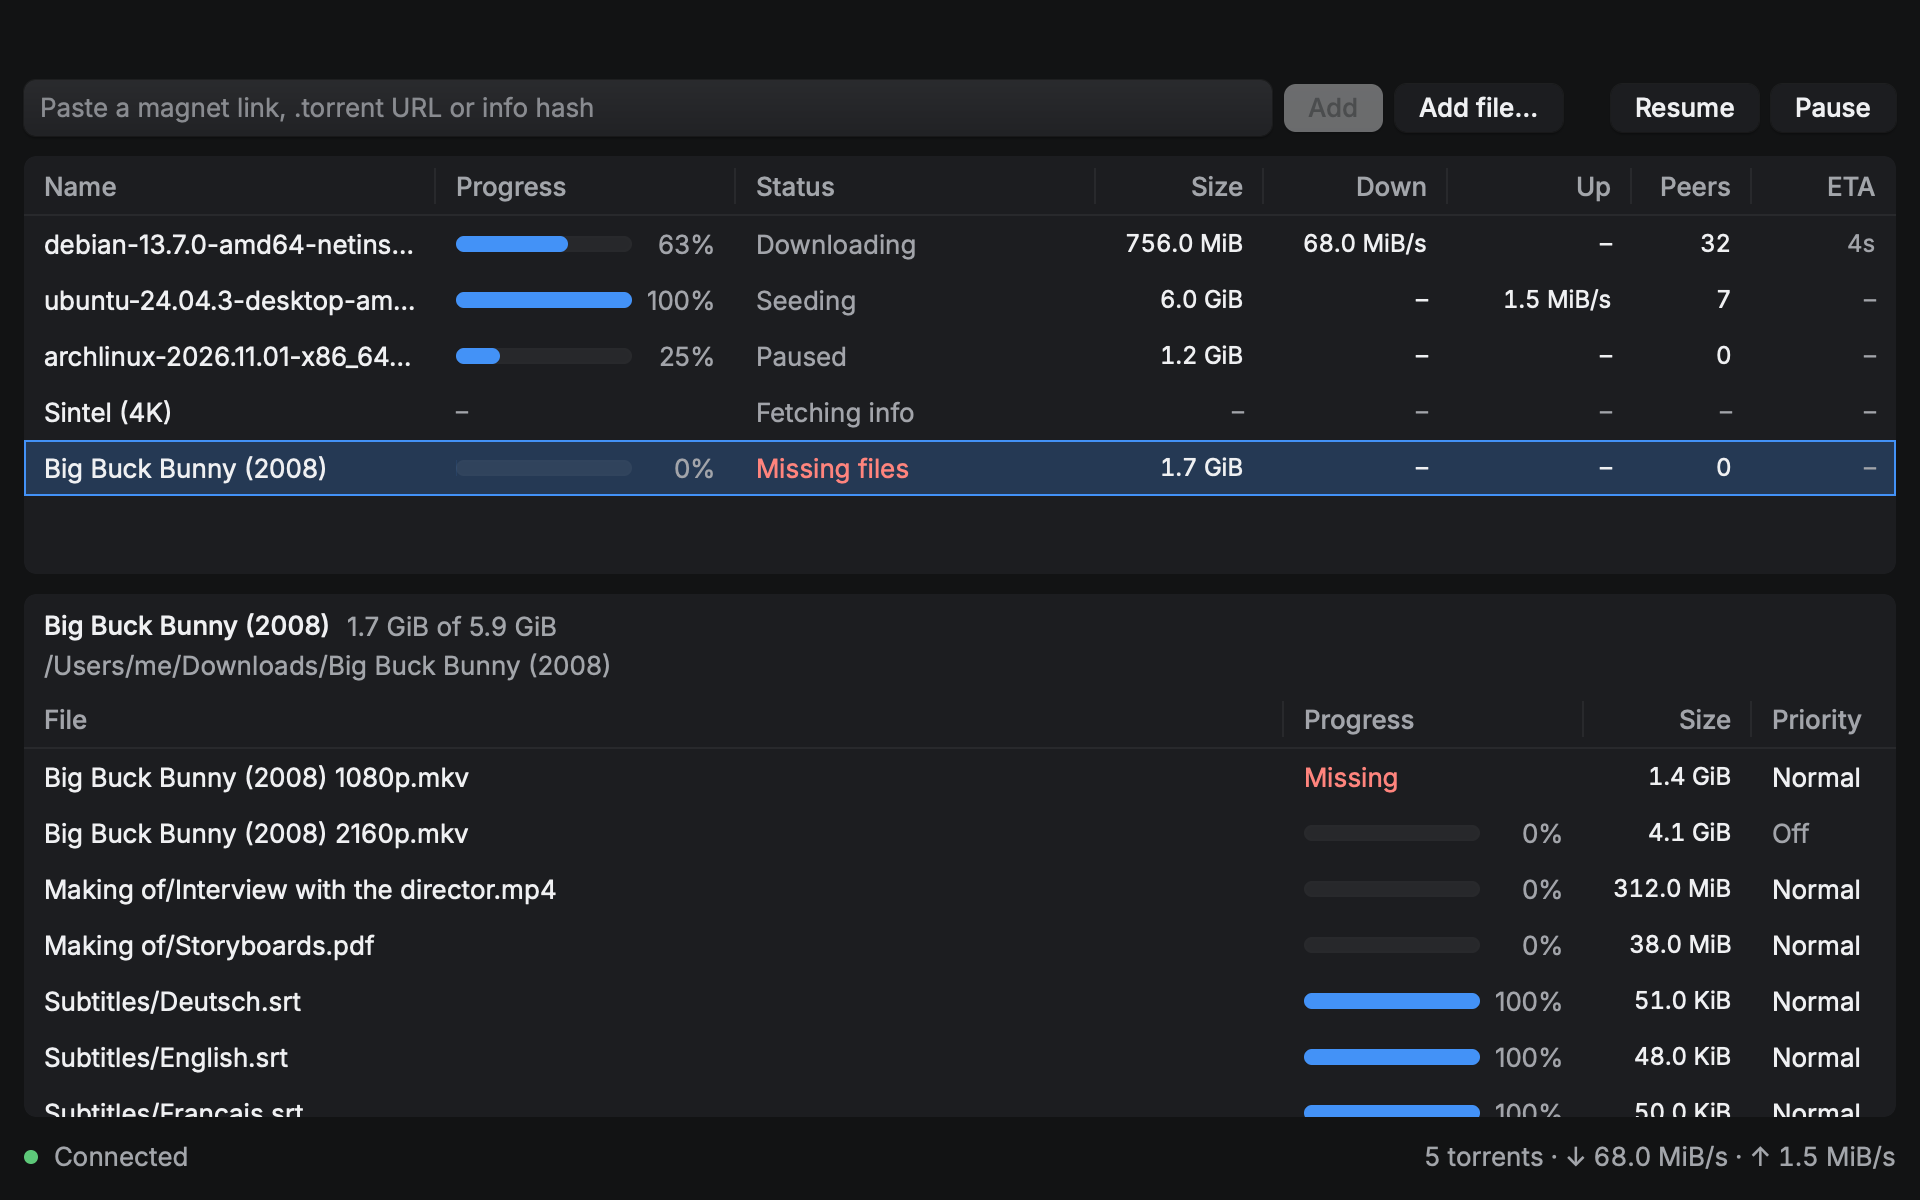 Paste a magnet link, .torrent URL or info hash Add Add file... Resume Pause
Name Progress Status Size Down Up Peers ETA
debian-13.7.0-amd64-netins... 63% Downloading 756.0 MiB 68.0 MiB/s – 32 4s
ubuntu-24.04.3-desktop-am... 100% Seeding 6.0 GiB – 1.5 MiB/s 7 –
archlinux-2026.11.01-x86_64... 25% Paused 1.2 GiB – – 0 –
Sintel (4K) – Fetching info – – – – –
Big Buck Bunny (2008) 0% Missing files 1.7 GiB – – 0 –
Big Buck Bunny (2008) 1.7 GiB of 5.9 GiB
/Users/me/Downloads/Big Buck Bunny (2008)
File Progress Size Priority
Big Buck Bunny (2008) 1080p.mkv Missing 1.4 GiB Normal
Big Buck Bunny (2008) 2160p.mkv 0% 4.1 GiB Off
Making of/Interview with the director.mp4 0% 312.0 MiB Normal
Making of/Storyboards.pdf 0% 38.0 MiB Normal
Subtitles/Deutsch.srt 100% 51.0 KiB Normal
Subtitles/English.srt 100% 48.0 KiB Normal
Subtitles/Français.srt 100% 50.0 KiB Normal
Connected 5 torrents · ↓ 68.0 MiB/s · ↑ 1.5 MiB/s